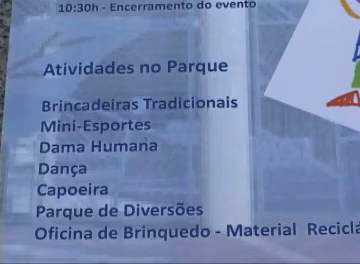 10:30h - Encerramento do evento
Atividades no Parque
Brincadeiras Tradicionais
Mini-Esportes
Dama Humana
Dança
Capoeira
Parque de Diversões
Oficina de Brinquedo - Material